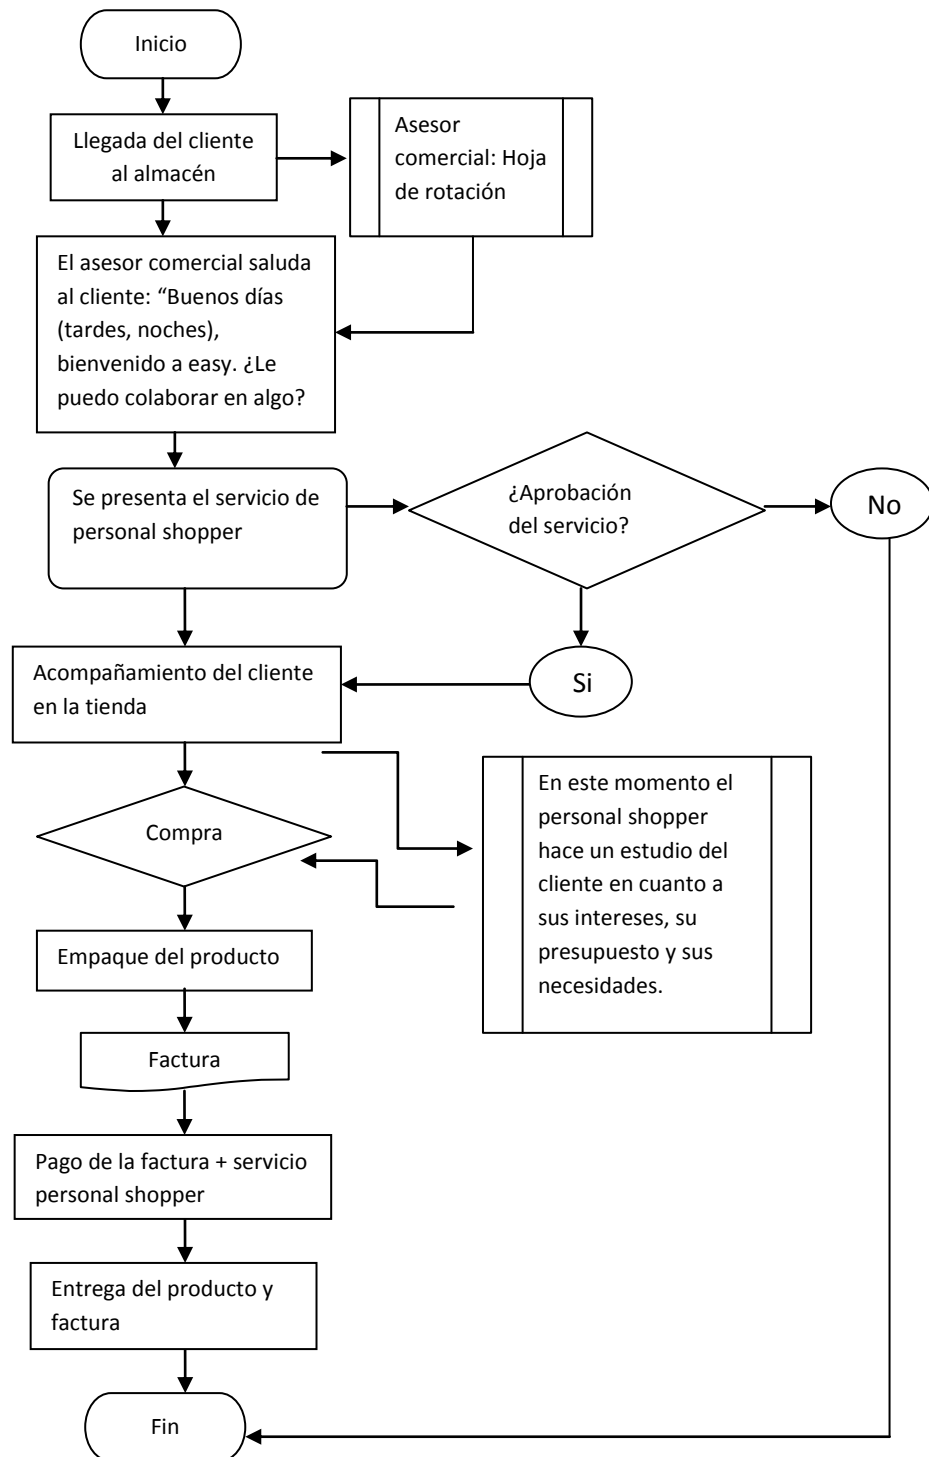 Inicio
Llegada del cliente
al almacén
Asesor
comercial: Hoja
de rotación
El asesor comercial saluda
al cliente: “Buenos días
(tardes, noches),
bienvenido a easy. ¿Le
puedo colaborar en algo?
Se presenta el servicio de
personal shopper
¿Aprobación
del servicio?
No
Si
Acompañamiento del cliente
en la tienda
Compra
En este momento el
personal shopper
hace un estudio del
cliente en cuanto a
sus intereses, su
presupuesto y sus
necesidades.
Empaque del producto
Factura
Pago de la factura + servicio
personal shopper
Entrega del producto y
factura
Fin